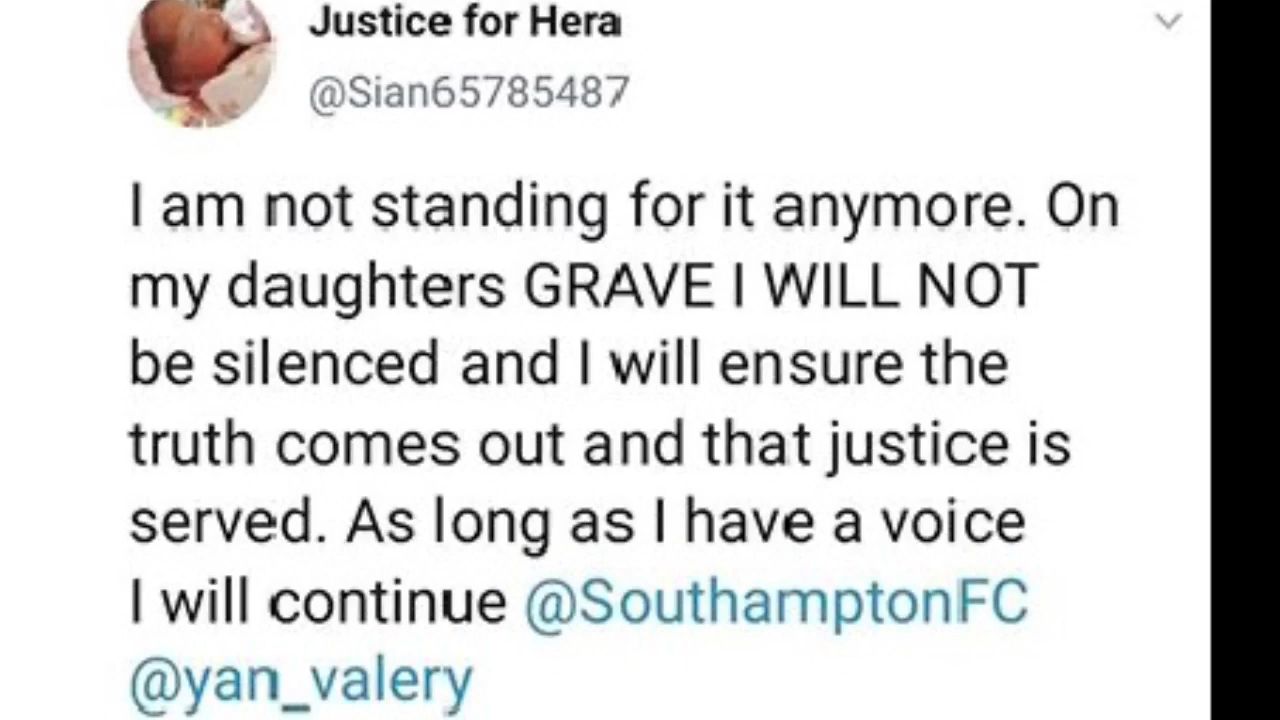 Justice for Hera
@Sian65785487
I am not standing for it anymore. On
my daughters GRAVE I WILL NOT
be silenced and I will ensure the
truth comes out and that justice is
served. As long as I have a voice
I will continue @SouthamptonFC
@yan_valery